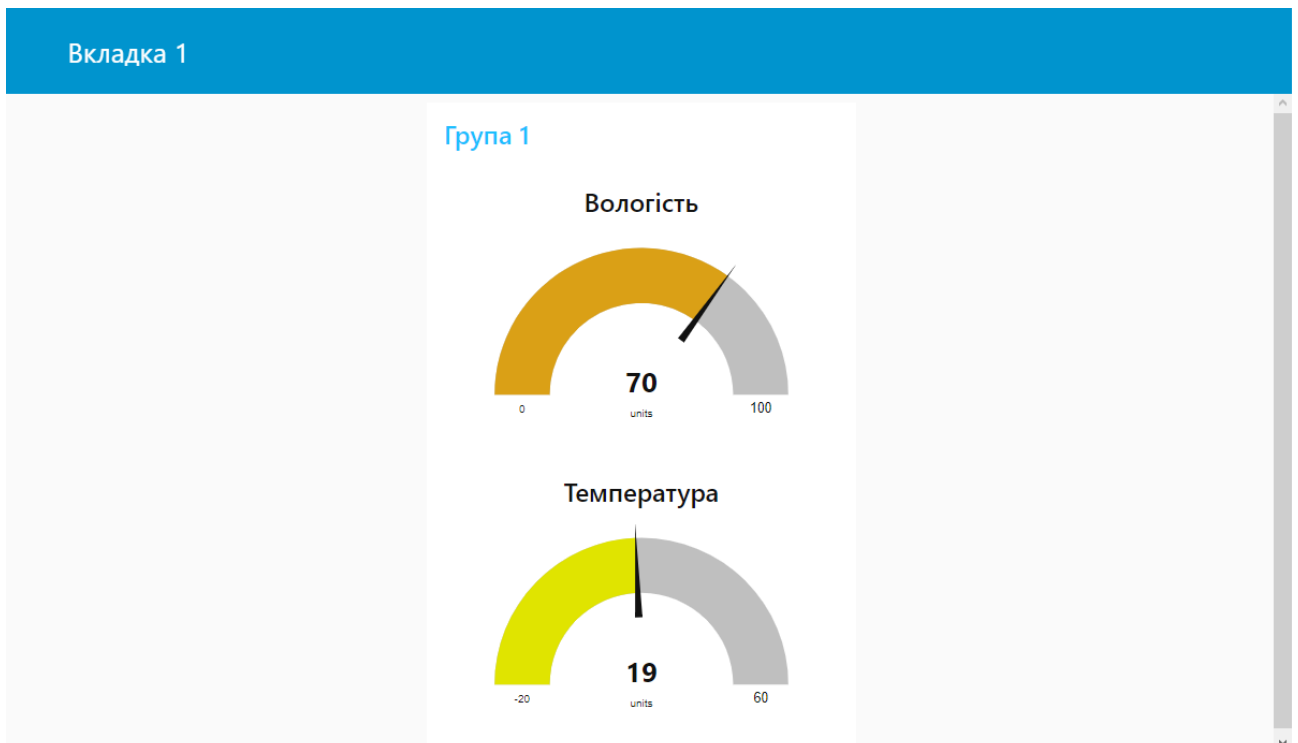 Вкладка 1
Група 1
Вологість
70
units
0
100
Температура
19
units
-20
60